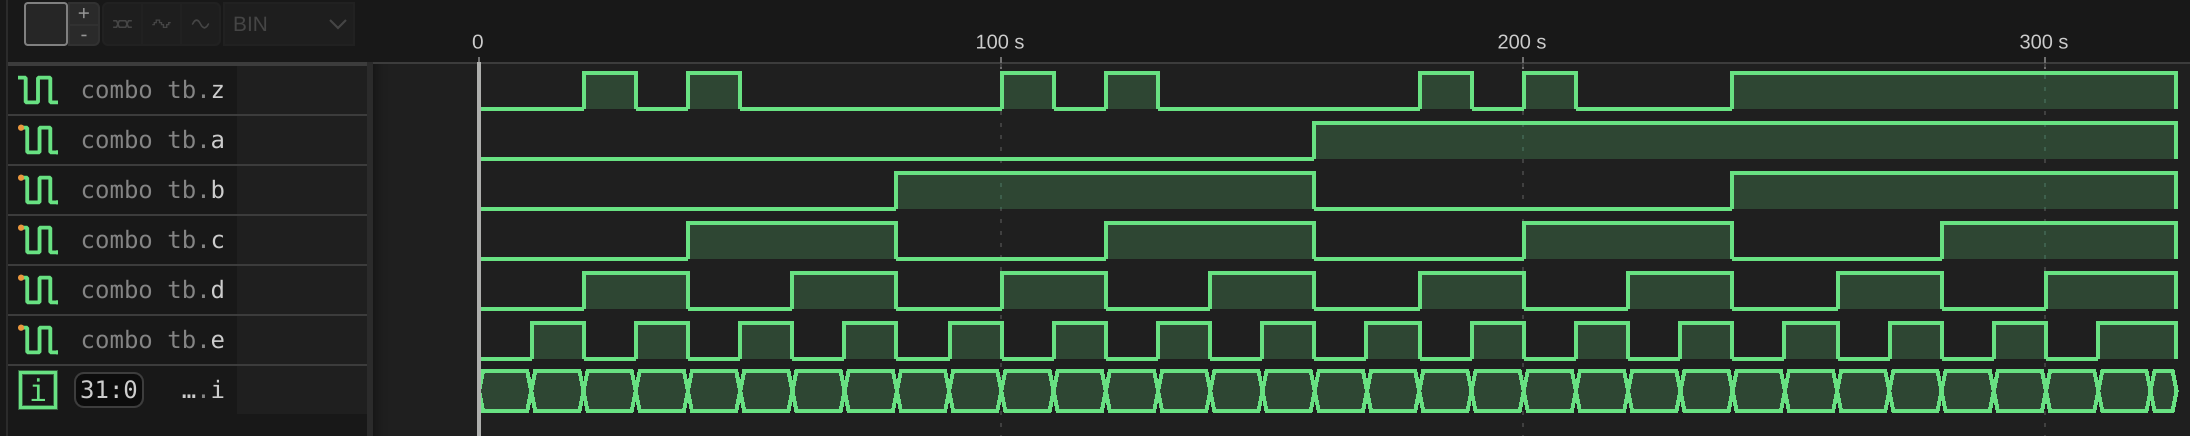 +
-
BIN
0 100 s 200 s 300 s
combo tb.z
combo tb.a
combo tb.b
combo tb.c
combo tb.d
combo tb.e
i 31:0 ….i